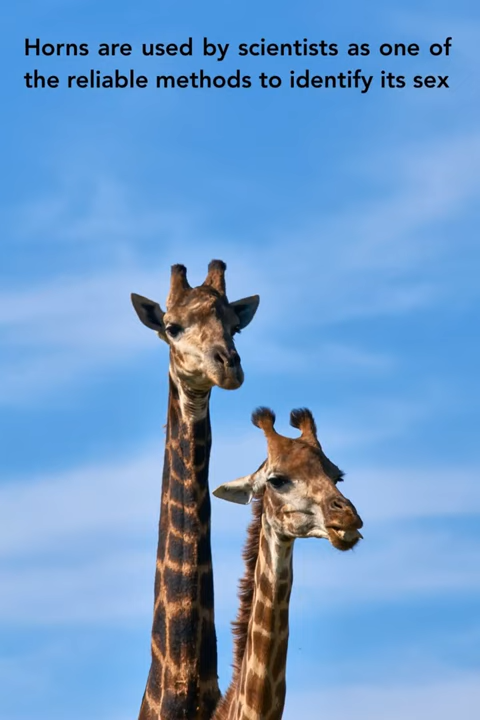 Horns are used by scientists as one of
the reliable methods to identify its sex